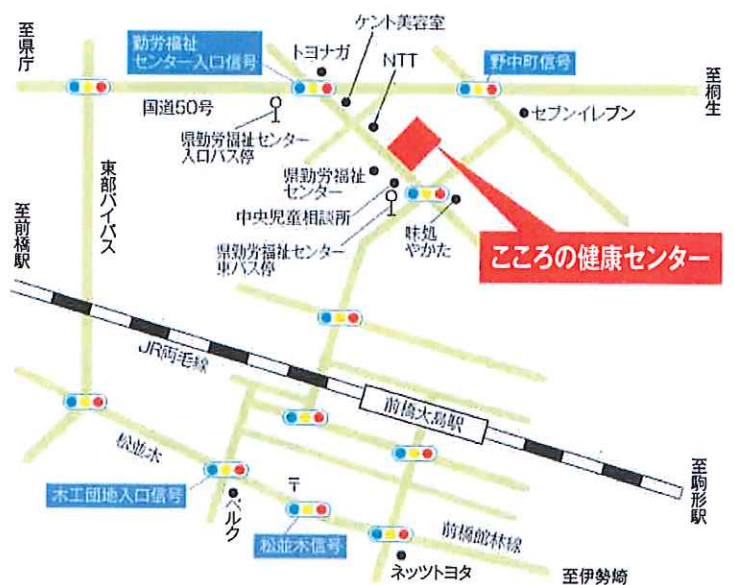 ケント美容室
至県庁
勤労福祉
センター入口信号
トヨナガ
NTT
野中町信号
至桐生
国道50号
セブンイレブン
県勤労福祉センター
入口バス停
東部バイパス
県勤労福祉
センター
中央児童相談所
味処
やかた
県勤労福祉センター
東バス停
こころの健康センター
至前橋駅
JR両毛線
前橋大島駅
松並木
木工団地入口信号
ベルク
〒
松並木信号
前橋館林線
至駒形駅
ネッツトヨタ
至伊勢崎